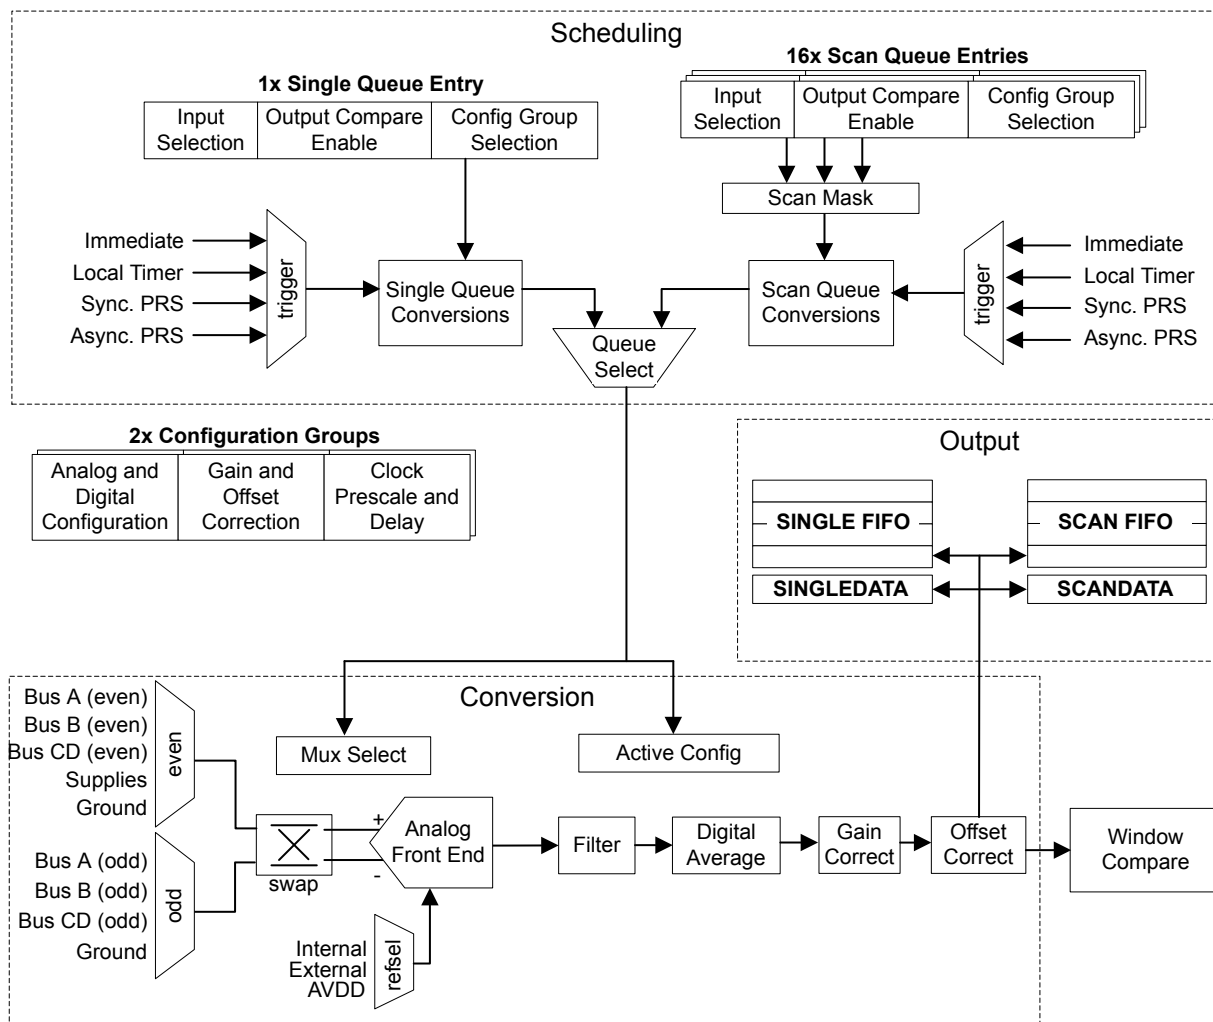 Scheduling
1x Single Queue Entry
Input
Selection
Output Compare
Enable
Config Group
Selection
16x Scan Queue Entries
Input
Selection
Output Compare
Enable
Config Group
Selection
Scan Mask
Immediate
Local Timer
Sync. PRS
Async. PRS
trigger
Single Queue
Conversions
Queue
Select
Scan Queue
Conversions
trigger
Immediate
Local Timer
Sync. PRS
Async. PRS
2x Configuration Groups
Analog and
Digital
Configuration
Gain and
Offset
Correction
Clock
Prescale and
Delay
Output
SINGLE FIFO
SCAN FIFO
SINGLEDATA
SCANDATA
Conversion
Bus A (even)
Bus B (even)
Bus CD (even)
Supplies
Ground
even
Mux Select
Active Config
Bus A (odd)
Bus B (odd)
Bus CD (odd)
Ground
odd
swap
+
-
Analog
Front End
Internal
External
AVDD
refsel
Filter
Digital
Average
Gain
Correct
Offset
Correct
Window
Compare